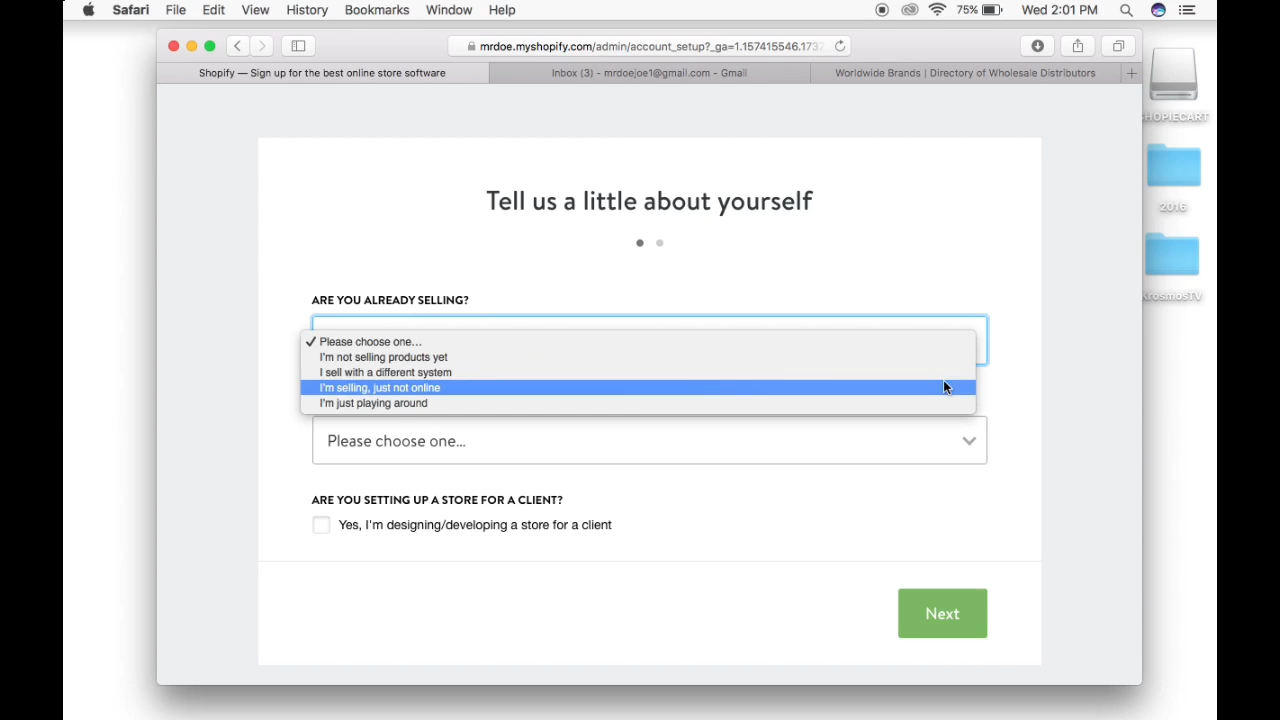 Safari File Edit View History Bookmarks Window Help 75% Wed 2:01 PM
mrdoe.myshopify.com/admin/account_setup?_ga=1.157415546.1737
Shopify — Sign up for the best online store software
Inbox (3) - mrdoejoe1@gmail.com - Gmail
Worldwide Brands | Directory of Wholesale Distributors
SHOPIECART
2016
KrosmosTV
Tell us a little about yourself
ARE YOU ALREADY SELLING?
✓ Please choose one...
I'm not selling products yet
I sell with a different system
I'm selling, just not online
I'm just playing around
Please choose one...
ARE YOU SETTING UP A STORE FOR A CLIENT?
Yes, I'm designing/developing a store for a client
Next